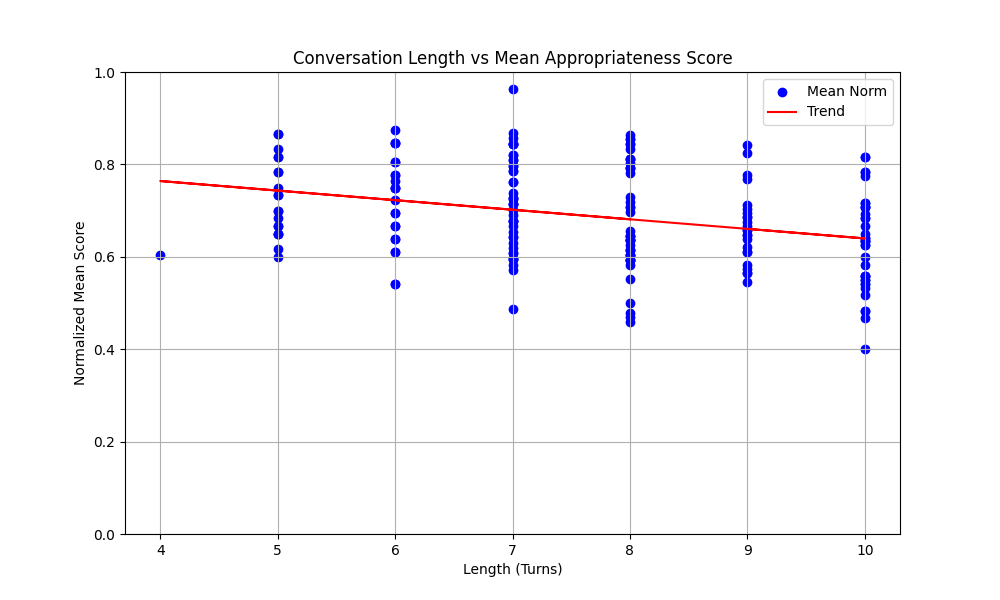 Conversation Length vs Mean Appropriateness Score
Mean Norm
Trend
1.0
0.8
0.6
0.4
0.2
0.0
Normalized Mean Score
4 5 6 7 8 9 10
Length (Turns)